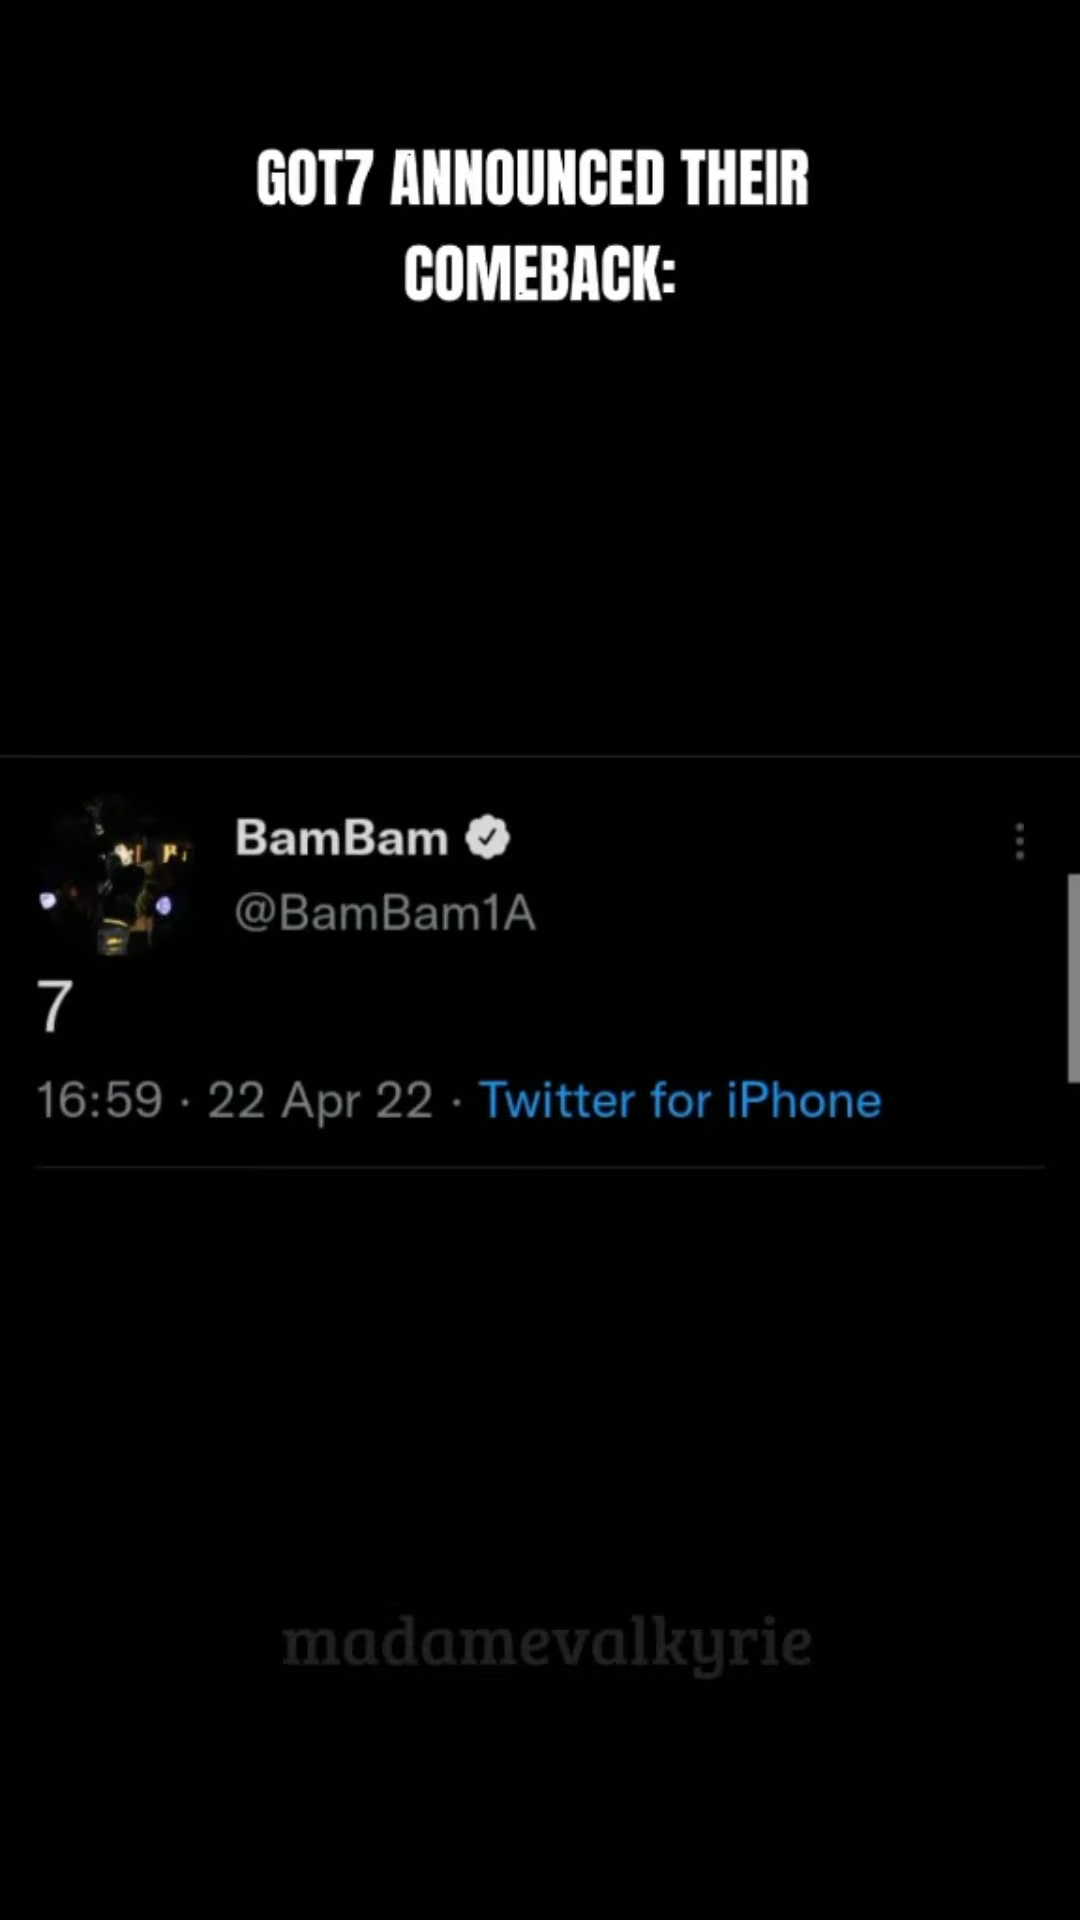 GOT7 ANNOUNCED THEIR
COMEBACK:
BamBam
@BamBam1A
7
16:59 · 22 Apr 22 · Twitter for iPhone
madamevalkyrie